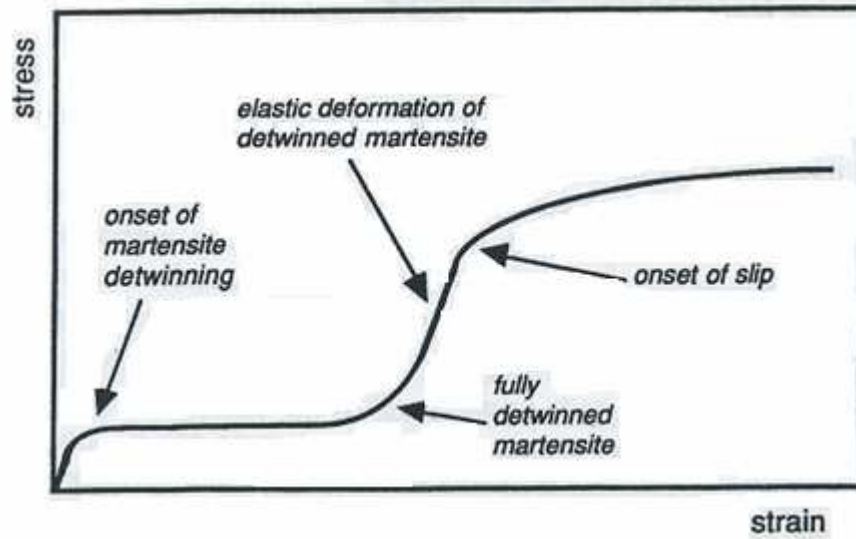 stress
elastic deformation of
detwinned martensite
onset of
martensite
detwinning
onset of slip
fully
detwinned
martensite
strain